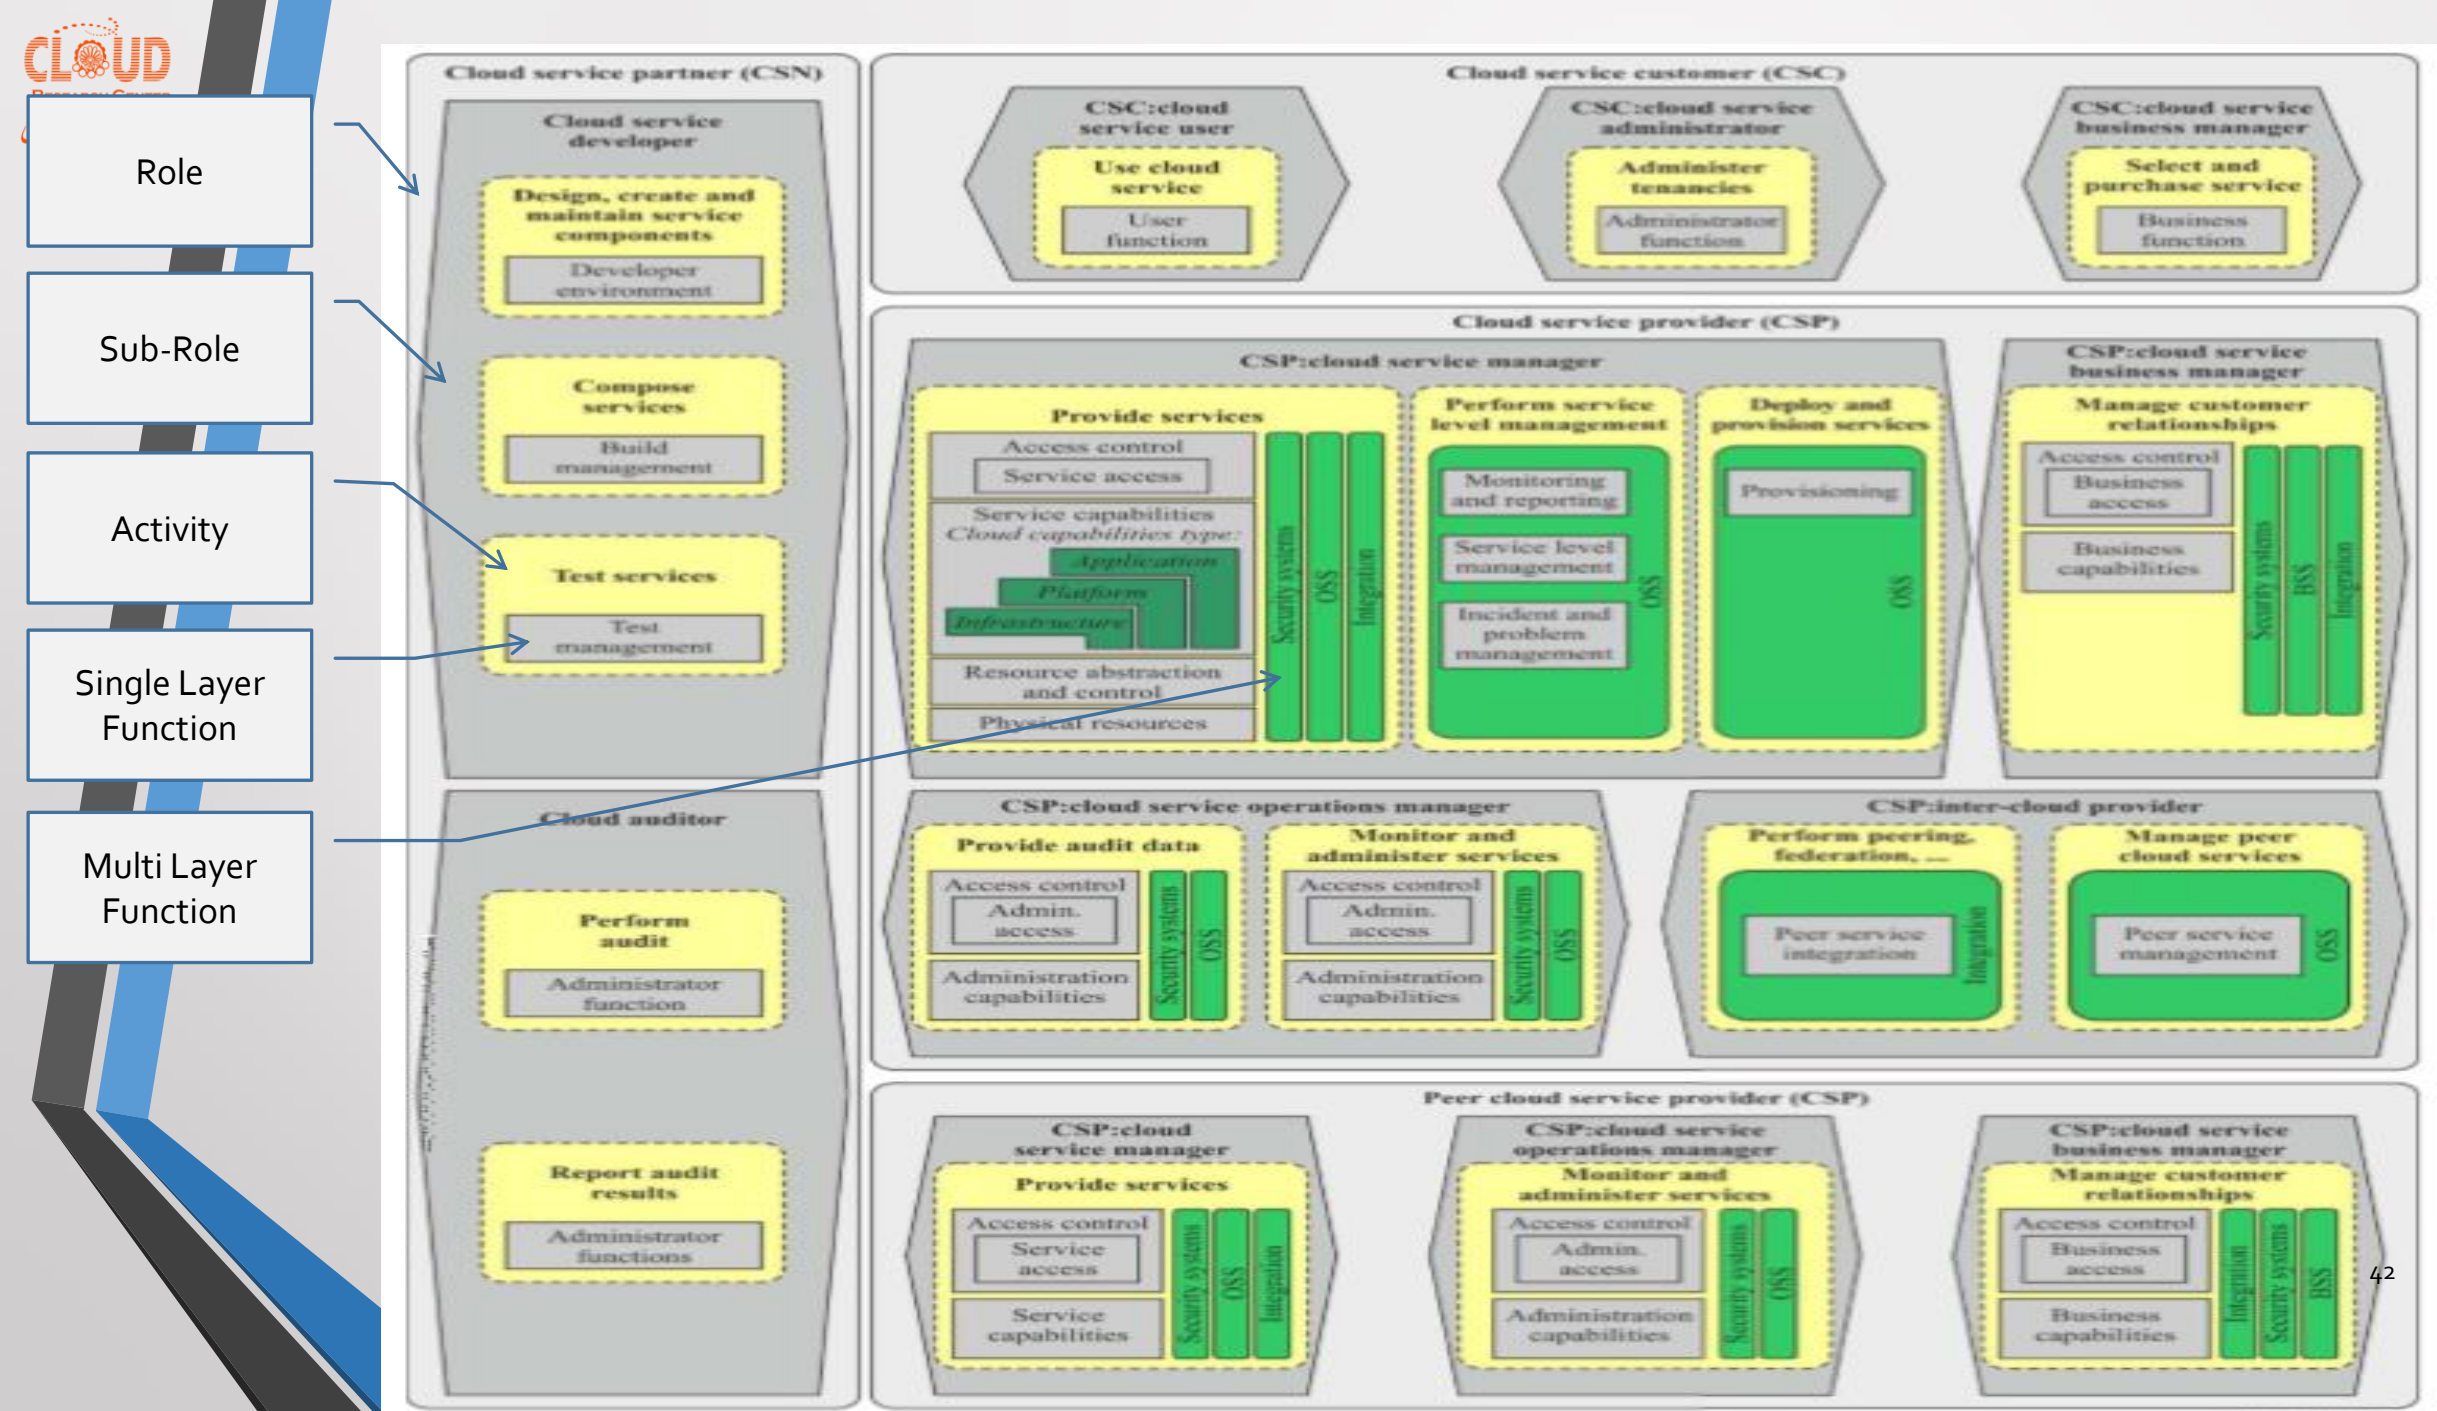 CLOUD
Role
Sub-Role
Activity
Single Layer
Function
Multi Layer
Function
Cloud service partner (CSN)
Cloud service
developer
Design, create and
maintain service
components
Developer
environment
Compose
services
Build
management
Test services
Test
management
Cloud auditor
Perform
audit
Administrator
function
Report audit
results
Administrator
functions
Cloud service customer (CSC)
CSC:cloud
service user
Use cloud
service
User
function
CSC:cloud service
administrator
Administer
tenancies
Administrator
function
CSC:cloud service
business manager
Select and
purchase service
Business
function
Cloud service provider (CSP)
CSP:cloud service manager
Provide services
Access control
Service access
Service capabilities
Cloud capabilities type:
Application
Platform
Infrastructure
Resource abstraction
and control
Physical resources
Security systems
OSS
Integration
Perform service
level management
Monitoring
and reporting
Service level
management
Incident and
problem
management
OSS
Deploy and
provision services
Provisioning
OSS
CSP:cloud service
business manager
Manage customer
relationships
Access control
Business
access
Business
capabilities
Security systems
BSS
Integration
CSP:cloud service operations manager
Provide audit data
Access control
Admin.
access
Administration
capabilities
Security systems
OSS
Monitor and
administer services
Access control
Admin.
access
Administration
capabilities
Security systems
OSS
CSP:inter-cloud provider
Perform peering,
federation, ...
Peer service
integration
Integration
Manage peer
cloud services
Peer service
management
OSS
Peer cloud service provider (CSP)
CSP:cloud
service manager
Provide services
Access control
Service
access
Service
capabilities
Security systems
OSS
Integration
CSP:cloud service
operations manager
Monitor and
administer services
Access control
Admin.
access
Administration
capabilities
Security systems
OSS
CSP:cloud service
business manager
Manage customer
relationships
Access control
Business
access
Business
capabilities
Integration
Security systems
BSS
42